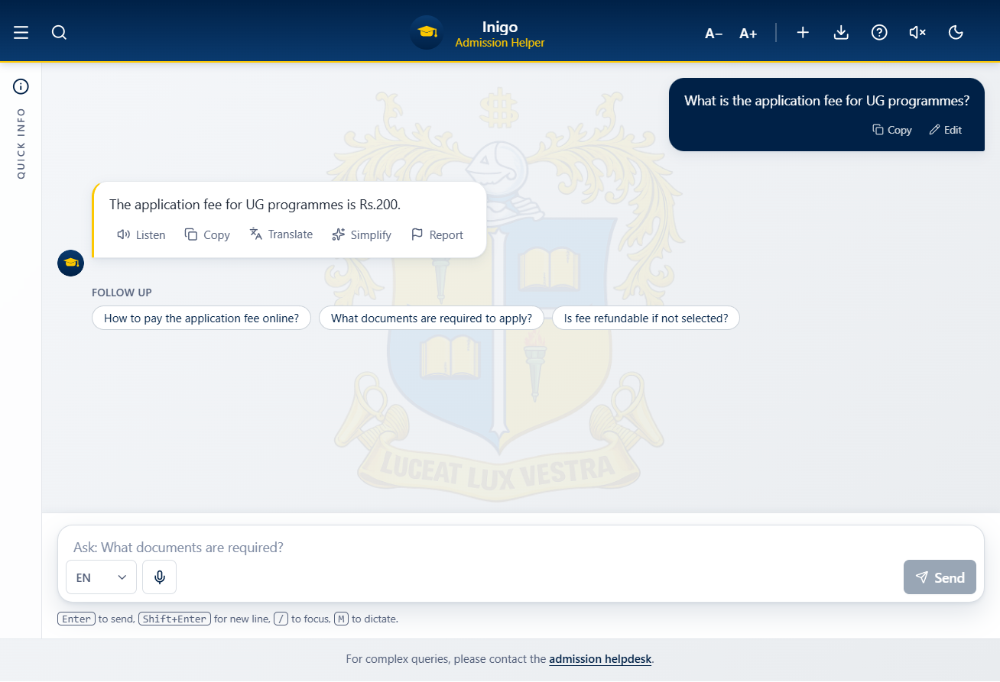 Inigo
Admission Helper
A− A+
QUICK INFO
What is the application fee for UG programmes?
Copy Edit
The application fee for UG programmes is Rs.200.
Listen Copy Translate Simplify Report
FOLLOW UP
How to pay the application fee online? What documents are required to apply? Is fee refundable if not selected?
LUCEAT LUX VESTRA
Ask: What documents are required?
EN
Send
Enter to send, Shift+Enter for new line, / to focus, M to dictate.
For complex queries, please contact the admission helpdesk.